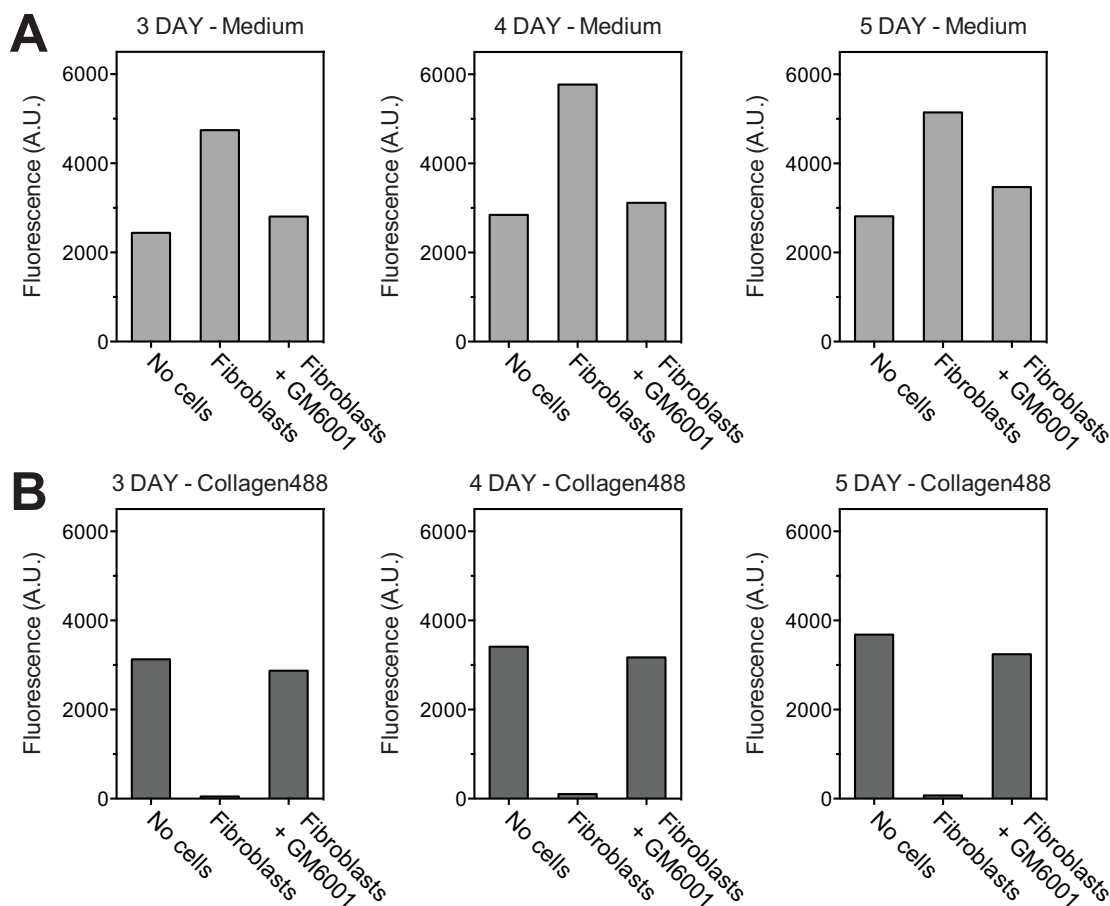 A
3 DAY - Medium
4 DAY - Medium
5 DAY - Medium
Fluorescence (A.U.)
6000
4000
2000
0
No cells
Fibroblasts
Fibroblasts
+ GM6001
Fluorescence (A.U.)
6000
4000
2000
0
No cells
Fibroblasts
Fibroblasts
+ GM6001
Fluorescence (A.U.)
6000
4000
2000
0
No cells
Fibroblasts
Fibroblasts
+ GM6001
B
3 DAY - Collagen488
4 DAY - Collagen488
5 DAY - Collagen488
Fluorescence (A.U.)
6000
4000
2000
0
No cells
Fibroblasts
Fibroblasts
+ GM6001
Fluorescence (A.U.)
6000
4000
2000
0
No cells
Fibroblasts
Fibroblasts
+ GM6001
Fluorescence (A.U.)
6000
4000
2000
0
No cells
Fibroblasts
Fibroblasts
+ GM6001